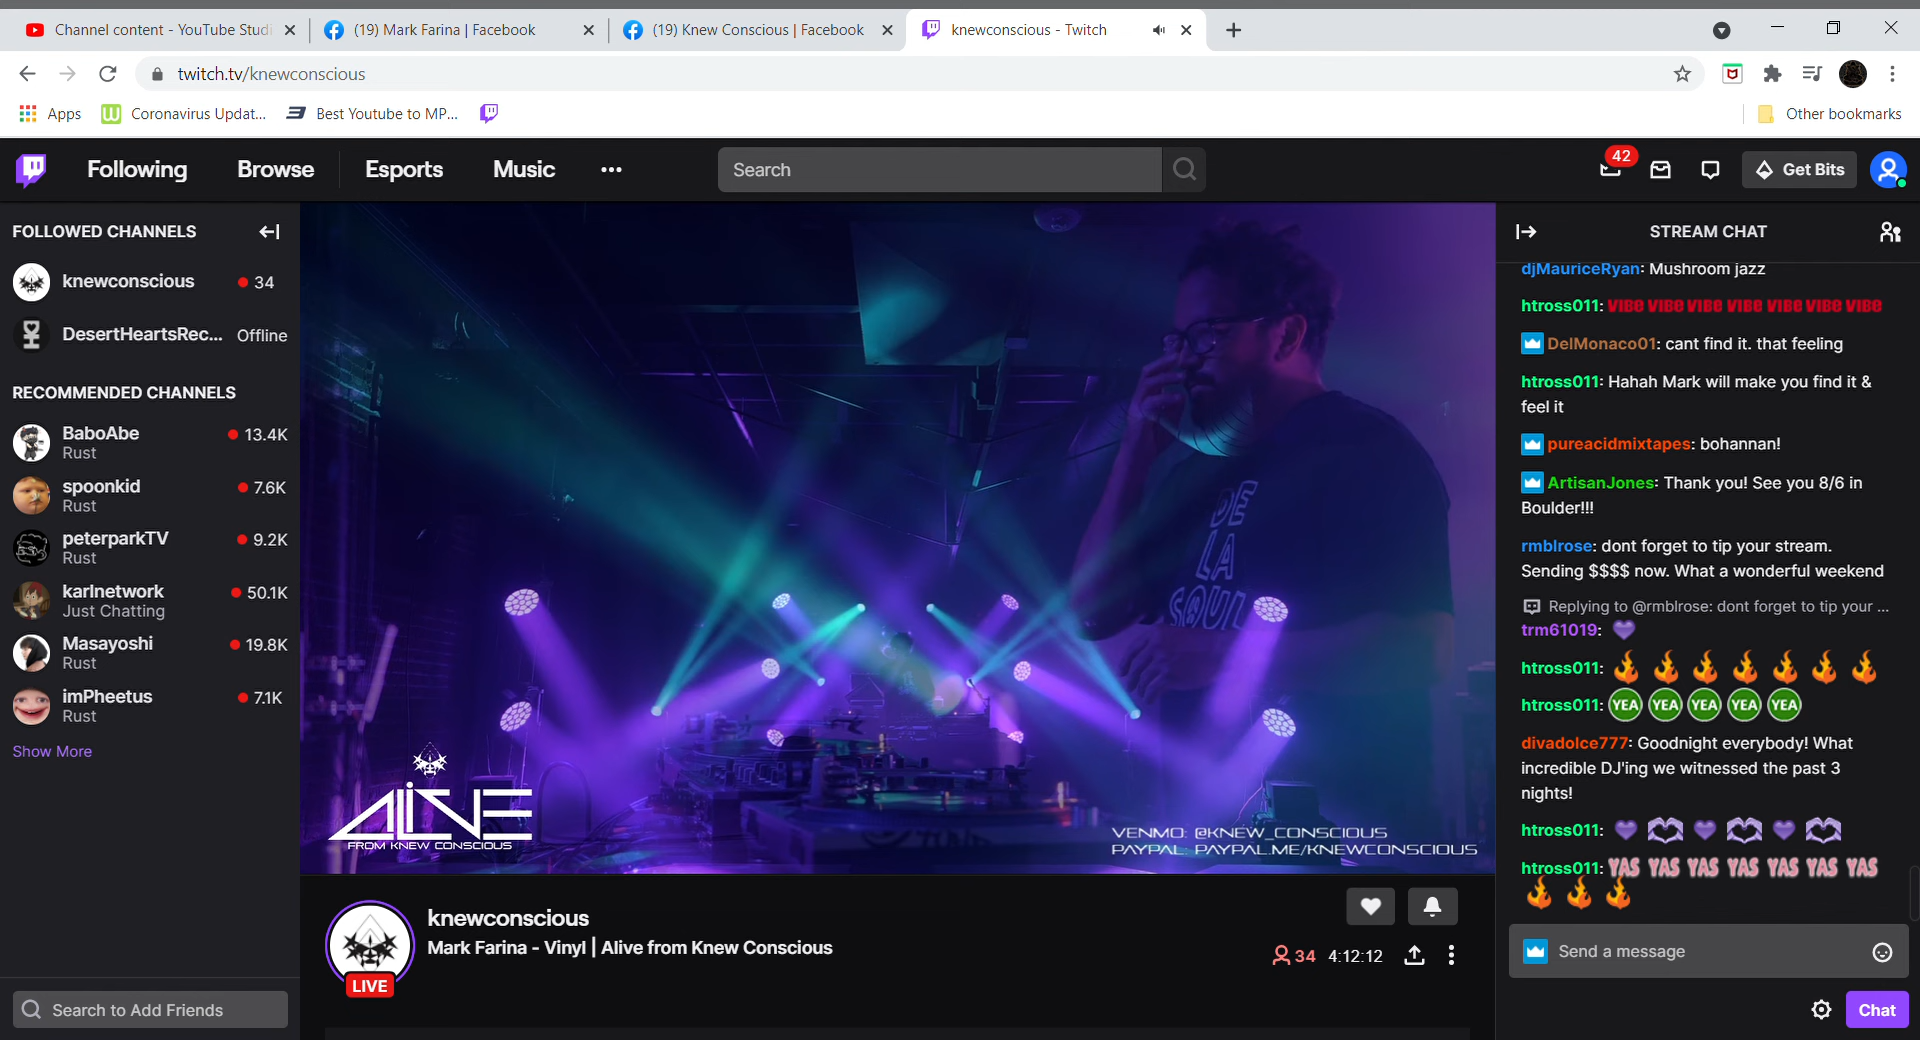 Channel content - YouTube Studi
(19) Mark Farina | Facebook
(19) Knew Conscious | Facebook
knewconscious - Twitch
twitch.tv/knewconscious
Apps
Coronavirus Updat...
Best Youtube to MP...
Other bookmarks
Following
Browse
Esports
Music
Search
42
Get Bits
FOLLOWED CHANNELS
knewconscious
34
DesertHeartsRec...
Offline
RECOMMENDED CHANNELS
BaboAbe
13.4K
Rust
spoonkid
7.6K
Rust
peterparkTV
9.2K
Rust
karlnetwork
50.1K
Just Chatting
Masayoshi
19.8K
Rust
imPheetus
7.1K
Rust
Show More
Search to Add Friends
DE
LA
SOUL
ALIVE
FROM KNEW CONSCIOUS
VENMO: @KNEW_CONSCIOUS
PAYPAL: PAYPAL.ME/KNEWCONSCIOUS
LIVE
knewconscious
Mark Farina - Vinyl | Alive from Knew Conscious
34
4:12:12
STREAM CHAT
djMauriceRyan: Mushroom jazz
htross011: VIBE VIBE VIBE VIBE VIBE VIBE VIBE
DelMonaco01: cant find it. that feeling
htross011: Hahah Mark will make you find it &
feel it
pureacidmixtapes: bohannan!
ArtisanJones: Thank you! See you 8/6 in
Boulder!!!
rmblrose: dont forget to tip your stream.
Sending $$$$ now. What a wonderful weekend
Replying to @rmblrose: dont forget to tip your ...
trm61019: 💜
htross011: 🔥 🔥 🔥 🔥 🔥 🔥 🔥
htross011: YEA YEA YEA YEA YEA
divadolce777: Goodnight everybody! What
incredible DJ'ing we witnessed the past 3
nights!
htross011:
htross011: YAS YAS YAS YAS YAS YAS YAS
Send a message
Chat